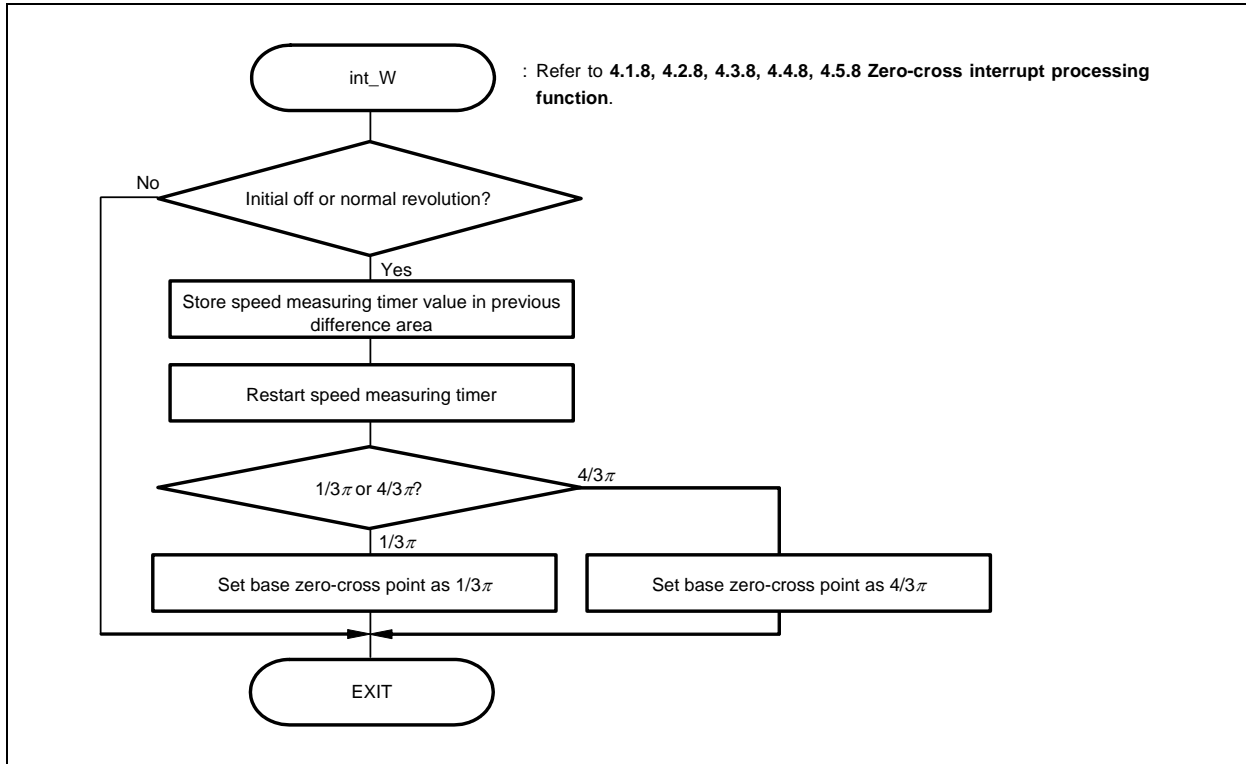 int_W
: Refer to 4.1.8, 4.2.8, 4.3.8, 4.4.8, 4.5.8 Zero-cross interrupt processing
function.
No
Initial off or normal revolution?
Yes
Store speed measuring timer value in previous
difference area
Restart speed measuring timer
4/3π
1/3π or 4/3π?
1/3π
Set base zero-cross point as 1/3π
Set base zero-cross point as 4/3π
EXIT